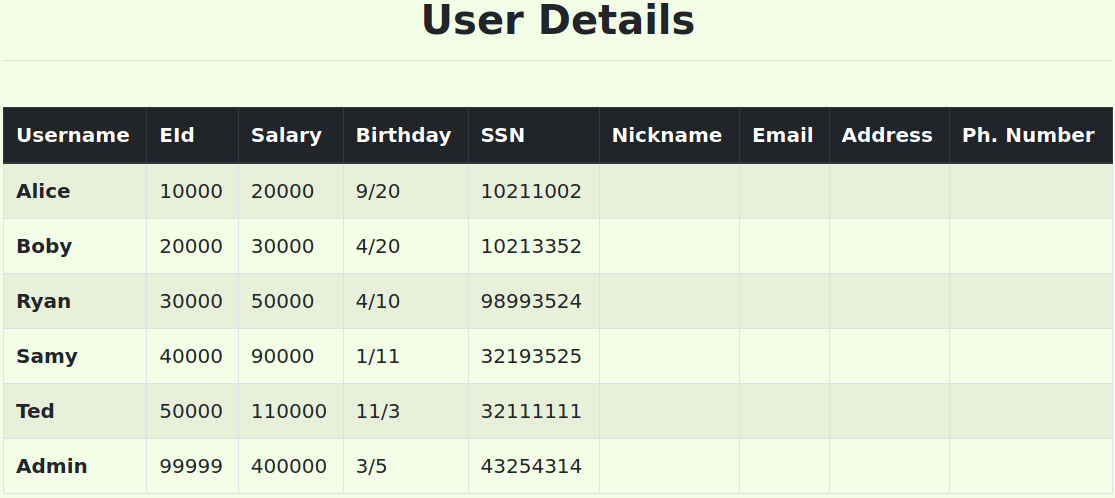 User Details
Username EId Salary Birthday SSN Nickname Email Address Ph. Number
Alice 10000 20000 9/20 10211002
Boby 20000 30000 4/20 10213352
Ryan 30000 50000 4/10 98993524
Samy 40000 90000 1/11 32193525
Ted 50000 110000 11/3 32111111
Admin 99999 400000 3/5 43254314